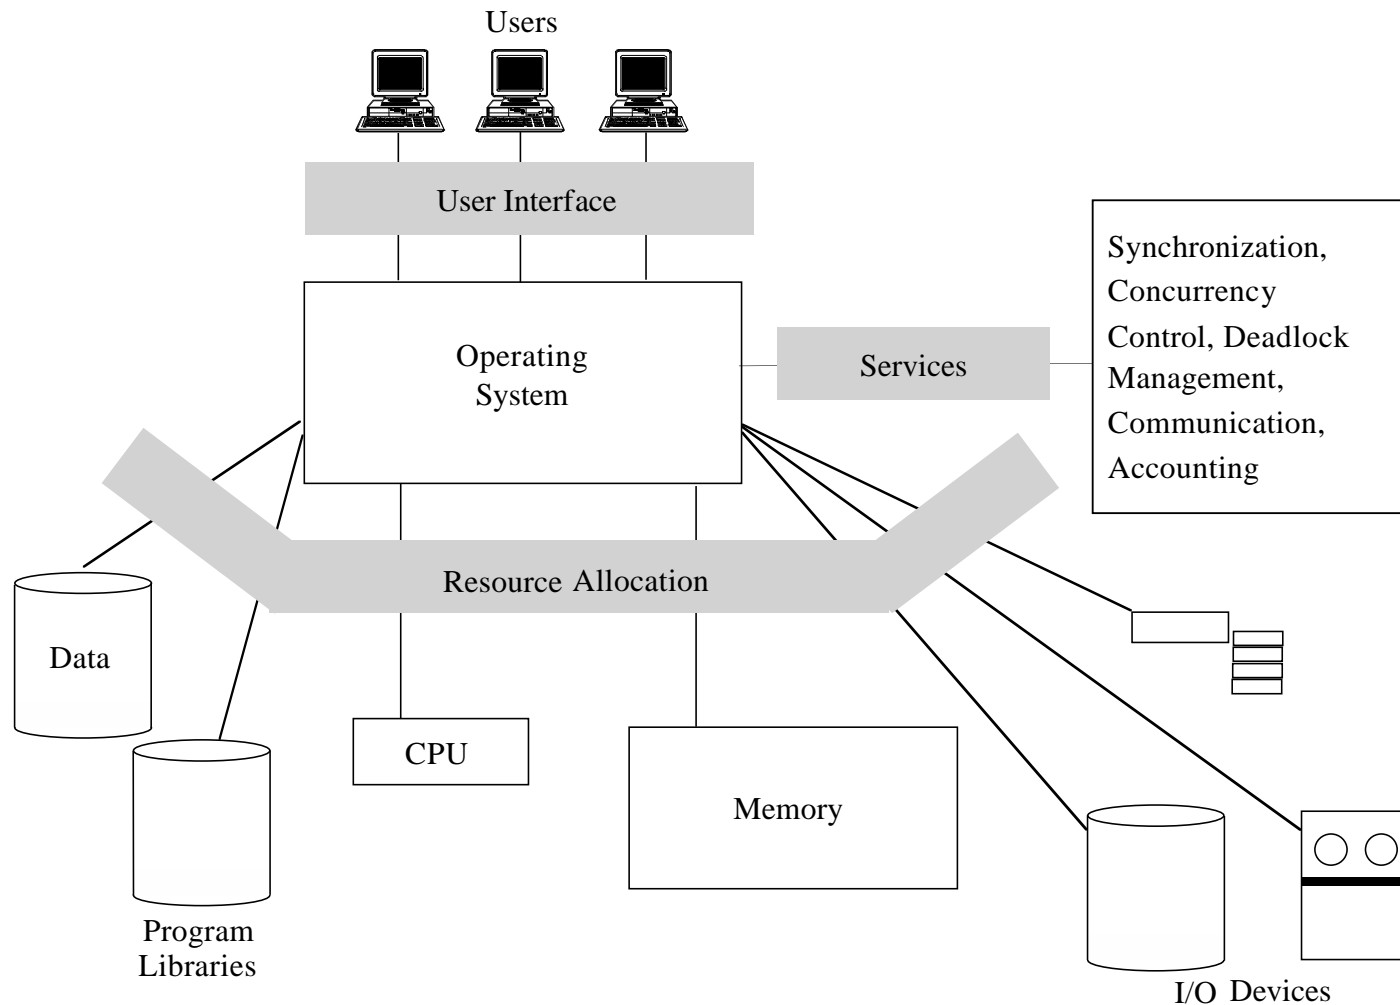 Users
User Interface
Operating
System
Services
Synchronization,
Concurrency
Control, Deadlock
Management,
Communication,
Accounting
Resource Allocation
Data
CPU
Memory
Program
Libraries
I/O Devices